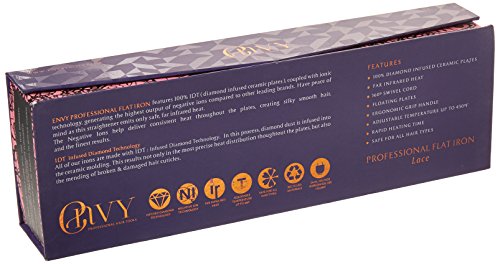 ENVY
ENVY PROFESSIONAL FLAT IRON features 100% IDT ( diamond infused ceramic plates ) coupled with ionic
technology, generating the highest output of negative ions compared to other leading brands. Have peace of
mind as this straightener emits only safe, far infrared heat.
The Negative Ions help deliver consistent heat throughout the plates, creating silky smooth hair,
and the finest results.
IDT Infused Diamond Technology
All of our irons are made with IDT : Infused Diamond Technology. In this process, diamond dust is infused into
the ceramic molding. This results not only in the most precise heat distribution thoughout the plates, but also
the mending of broken & damaged hair cuticles.
ENVY
PROFESSIONAL HAIR TOOLS
NI
FEATURES
• 100% DIAMOND INFUSED CERAMIC PLATES
• FAR INFRARED HEAT
• 360° SWIVEL CORD
• FLOATING PLATES
• ERGONOMIC GRIP HANDLE
• ADJUSTABLE TEMPERATURE UP TO 450°F
• RAPID HEATING TIME
• SAFE FOR ALL HAIR TYPES
PROFESSIONAL FLAT IRON
Lace